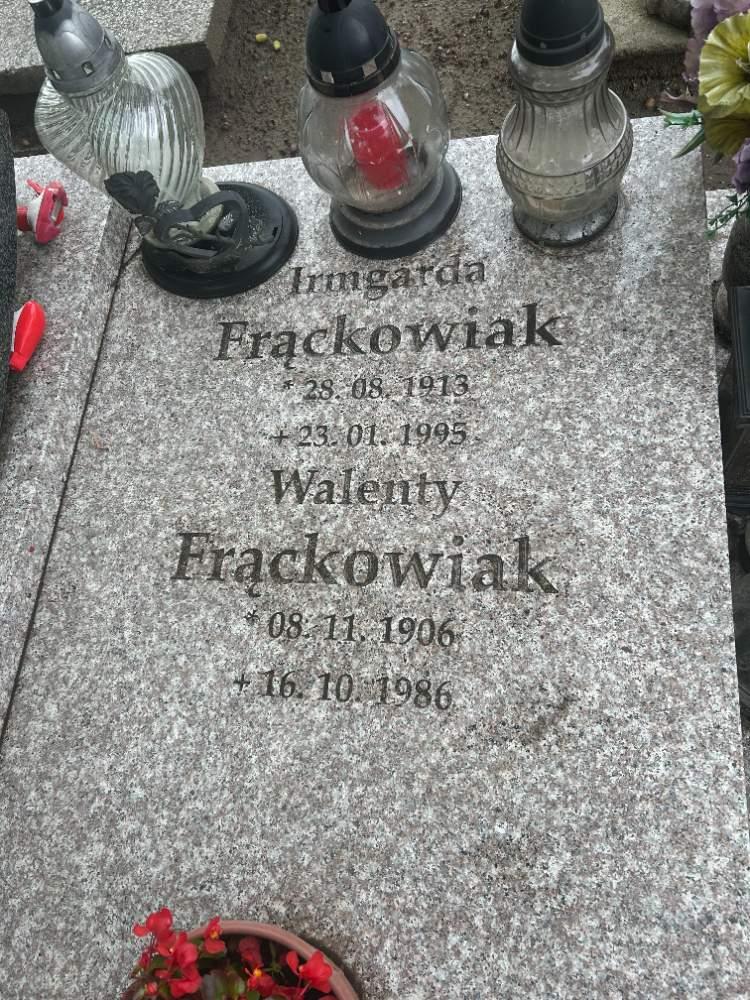 Irmgarda
Frąckowiak
* 28. 08. 1913
+ 23. 01. 1995
Walenty
Frąckowiak
* 08. 11. 1906
+ 16. 10. 1986